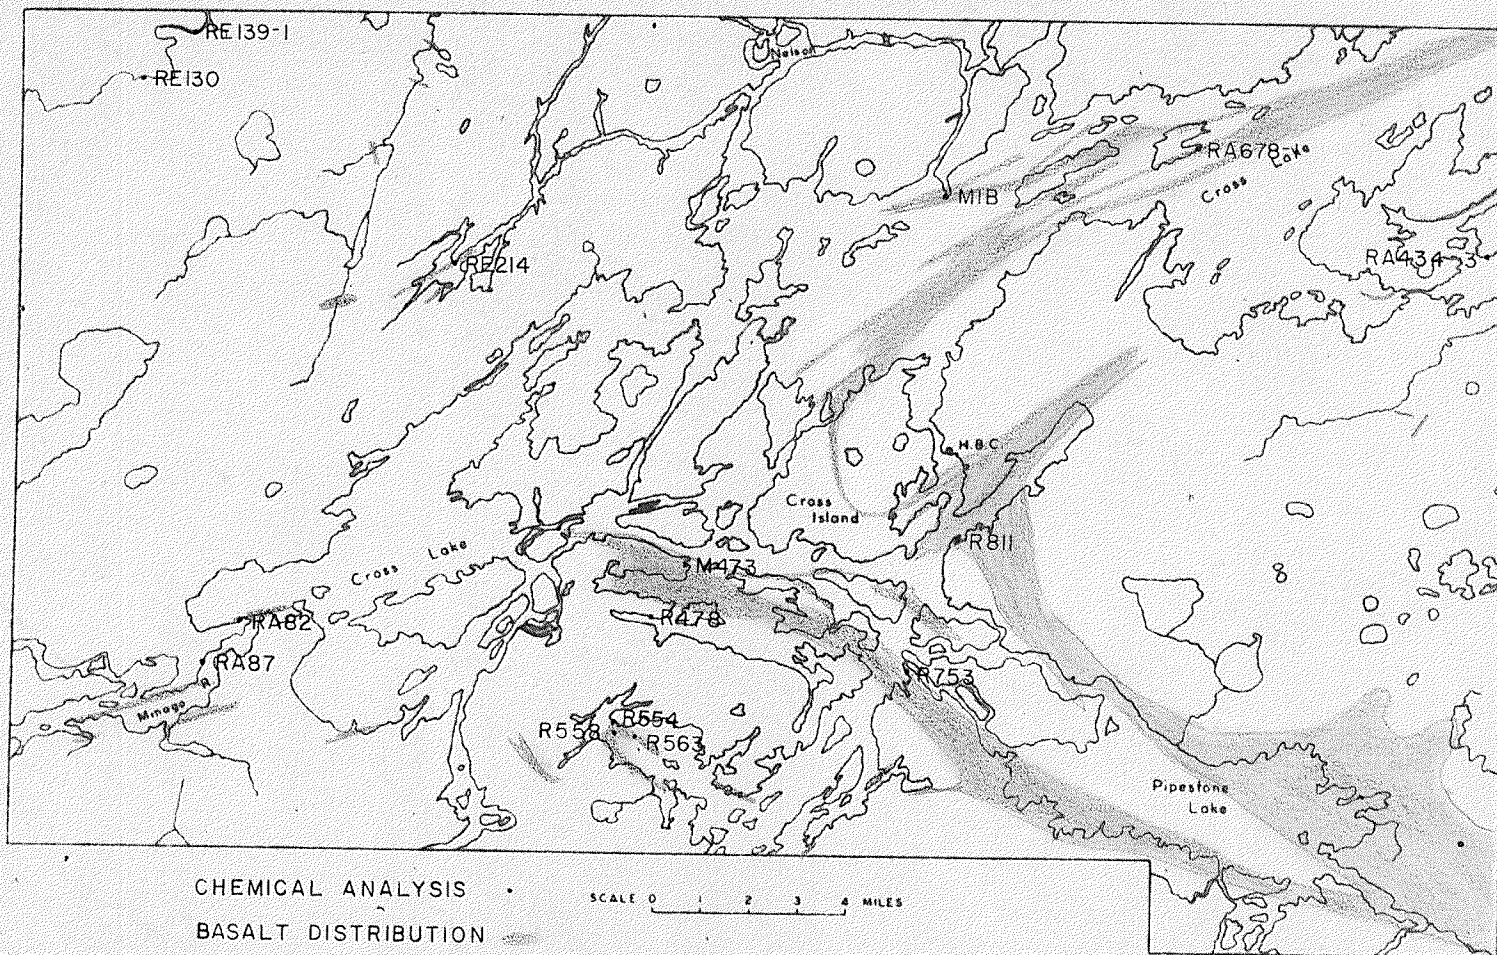 RE139-1
RE130
Nelson
RA678
Cross Lake
M1B
RA434-3
RE214
H.B.C.
Cross
Island
R811
Cross Lake
M473
RA82
R478
RA87
R753
Minago R
R554
R558
R563
Pipestone
Lake
CHEMICAL ANALYSIS
SCALE 0 1 2 3 4 MILES
BASALT DISTRIBUTION